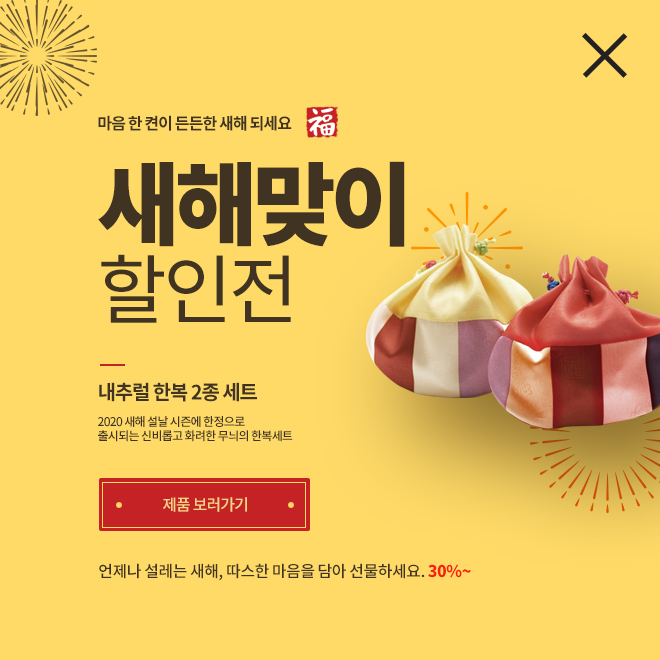 마음 한 켠이 든든한 새해 되세요 福
새해맞이
할인전
내추럴 한복 2종 세트
2020 새해 설날 시즌에 한정으로
출시되는 신비롭고 화려한 무늬의 한복세트
제품 보러가기
언제나 설레는 새해, 따스한 마음을 담아 선물하세요. 30%~